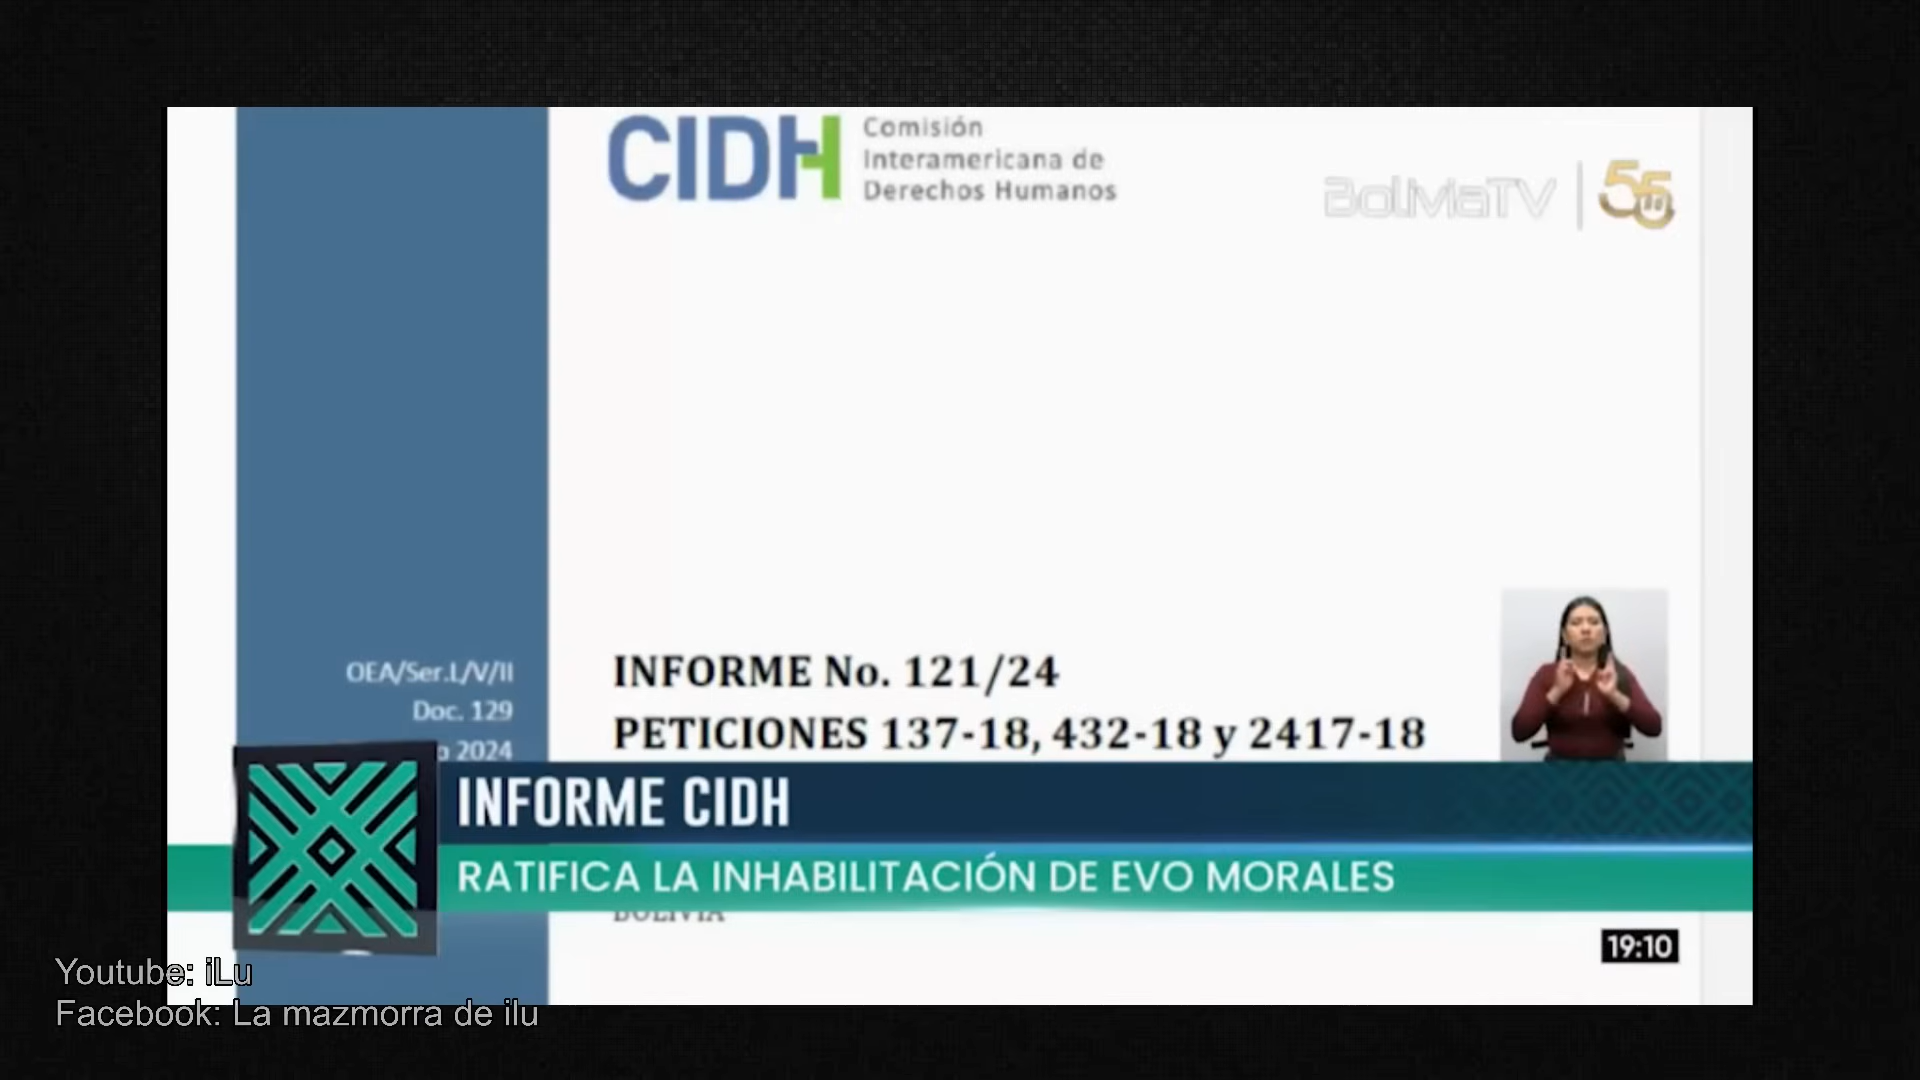 CIDH
Comisión
Interamericana de
Derechos Humanos
BoliviaTV
55
OEA/Ser.L/V/II
Doc. 129
2024
INFORME No. 121/24
PETICIONES 137-18, 432-18 y 2417-18
INFORME CIDH
RATIFICA LA INHABILITACIÓN DE EVO MORALES
BOLIVIA
19:10
Youtube: iLu
Facebook: La mazmorra de ilu